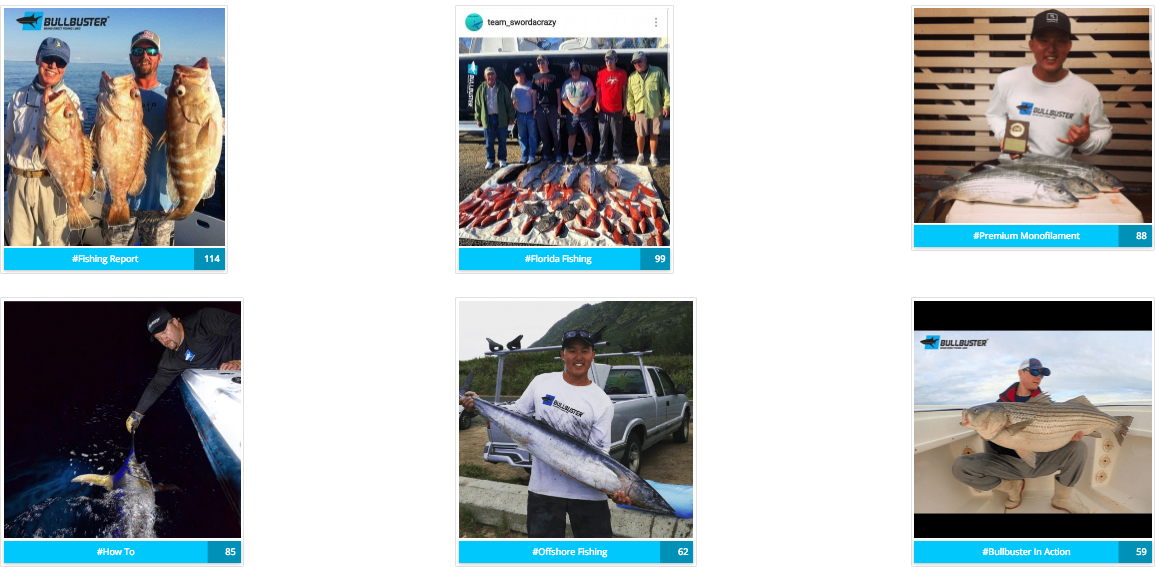 BULLBUSTER
team_swordacrazy
BULLBUSTER
BULLBUSTER
#Fishing Report 114
#Florida Fishing 99
#Premium Monofilament 88
BULLBUSTER
BULLBUSTER
#How To 85
#Offshore Fishing 62
#Bullbuster In Action 59